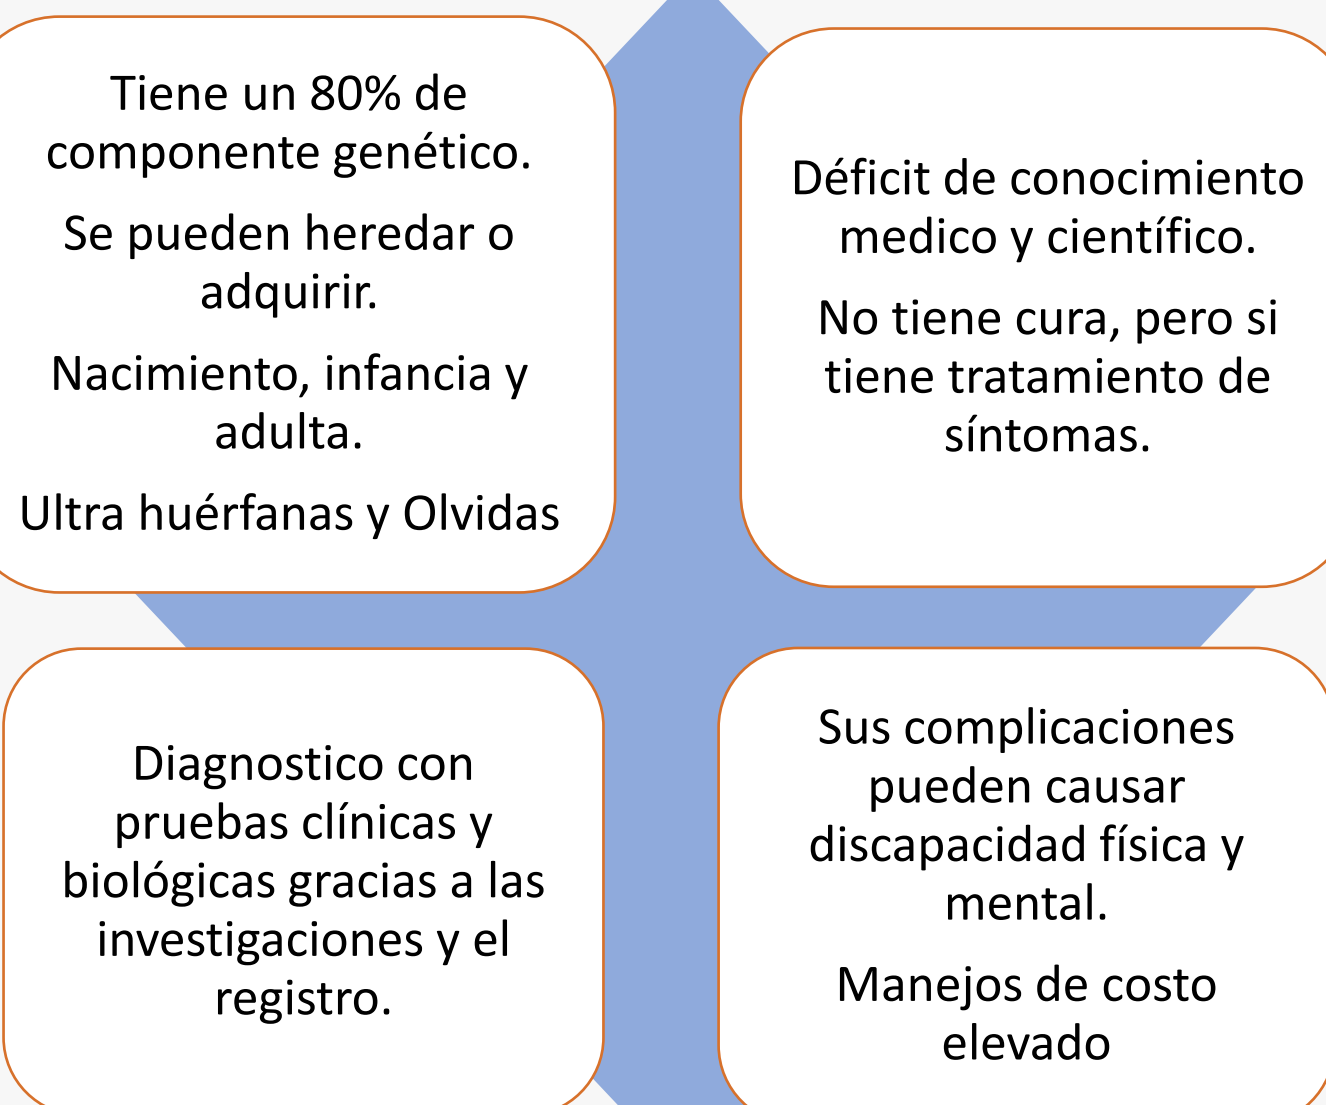 Tiene un 80% de
componente genético.
Se pueden heredar o
adquirir.
Nacimiento, infancia y
adulta.
Ultra huérfanas y Olvidas
Déficit de conocimiento
medico y científico.
No tiene cura, pero si
tiene tratamiento de
síntomas.
Diagnostico con
pruebas clínicas y
biológicas gracias a las
investigaciones y el
registro.
Sus complicaciones
pueden causar
discapacidad física y
mental.
Manejos de costo
elevado